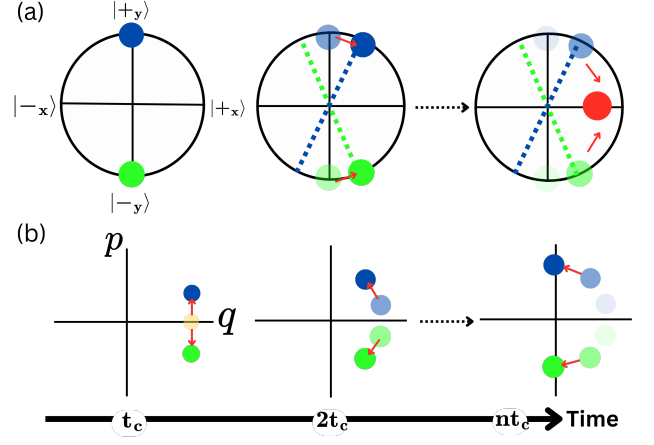 (a)
|+y⟩
|−x⟩
|+x⟩
|−y⟩
(b)
p
q
tc
2tc
ntc
Time